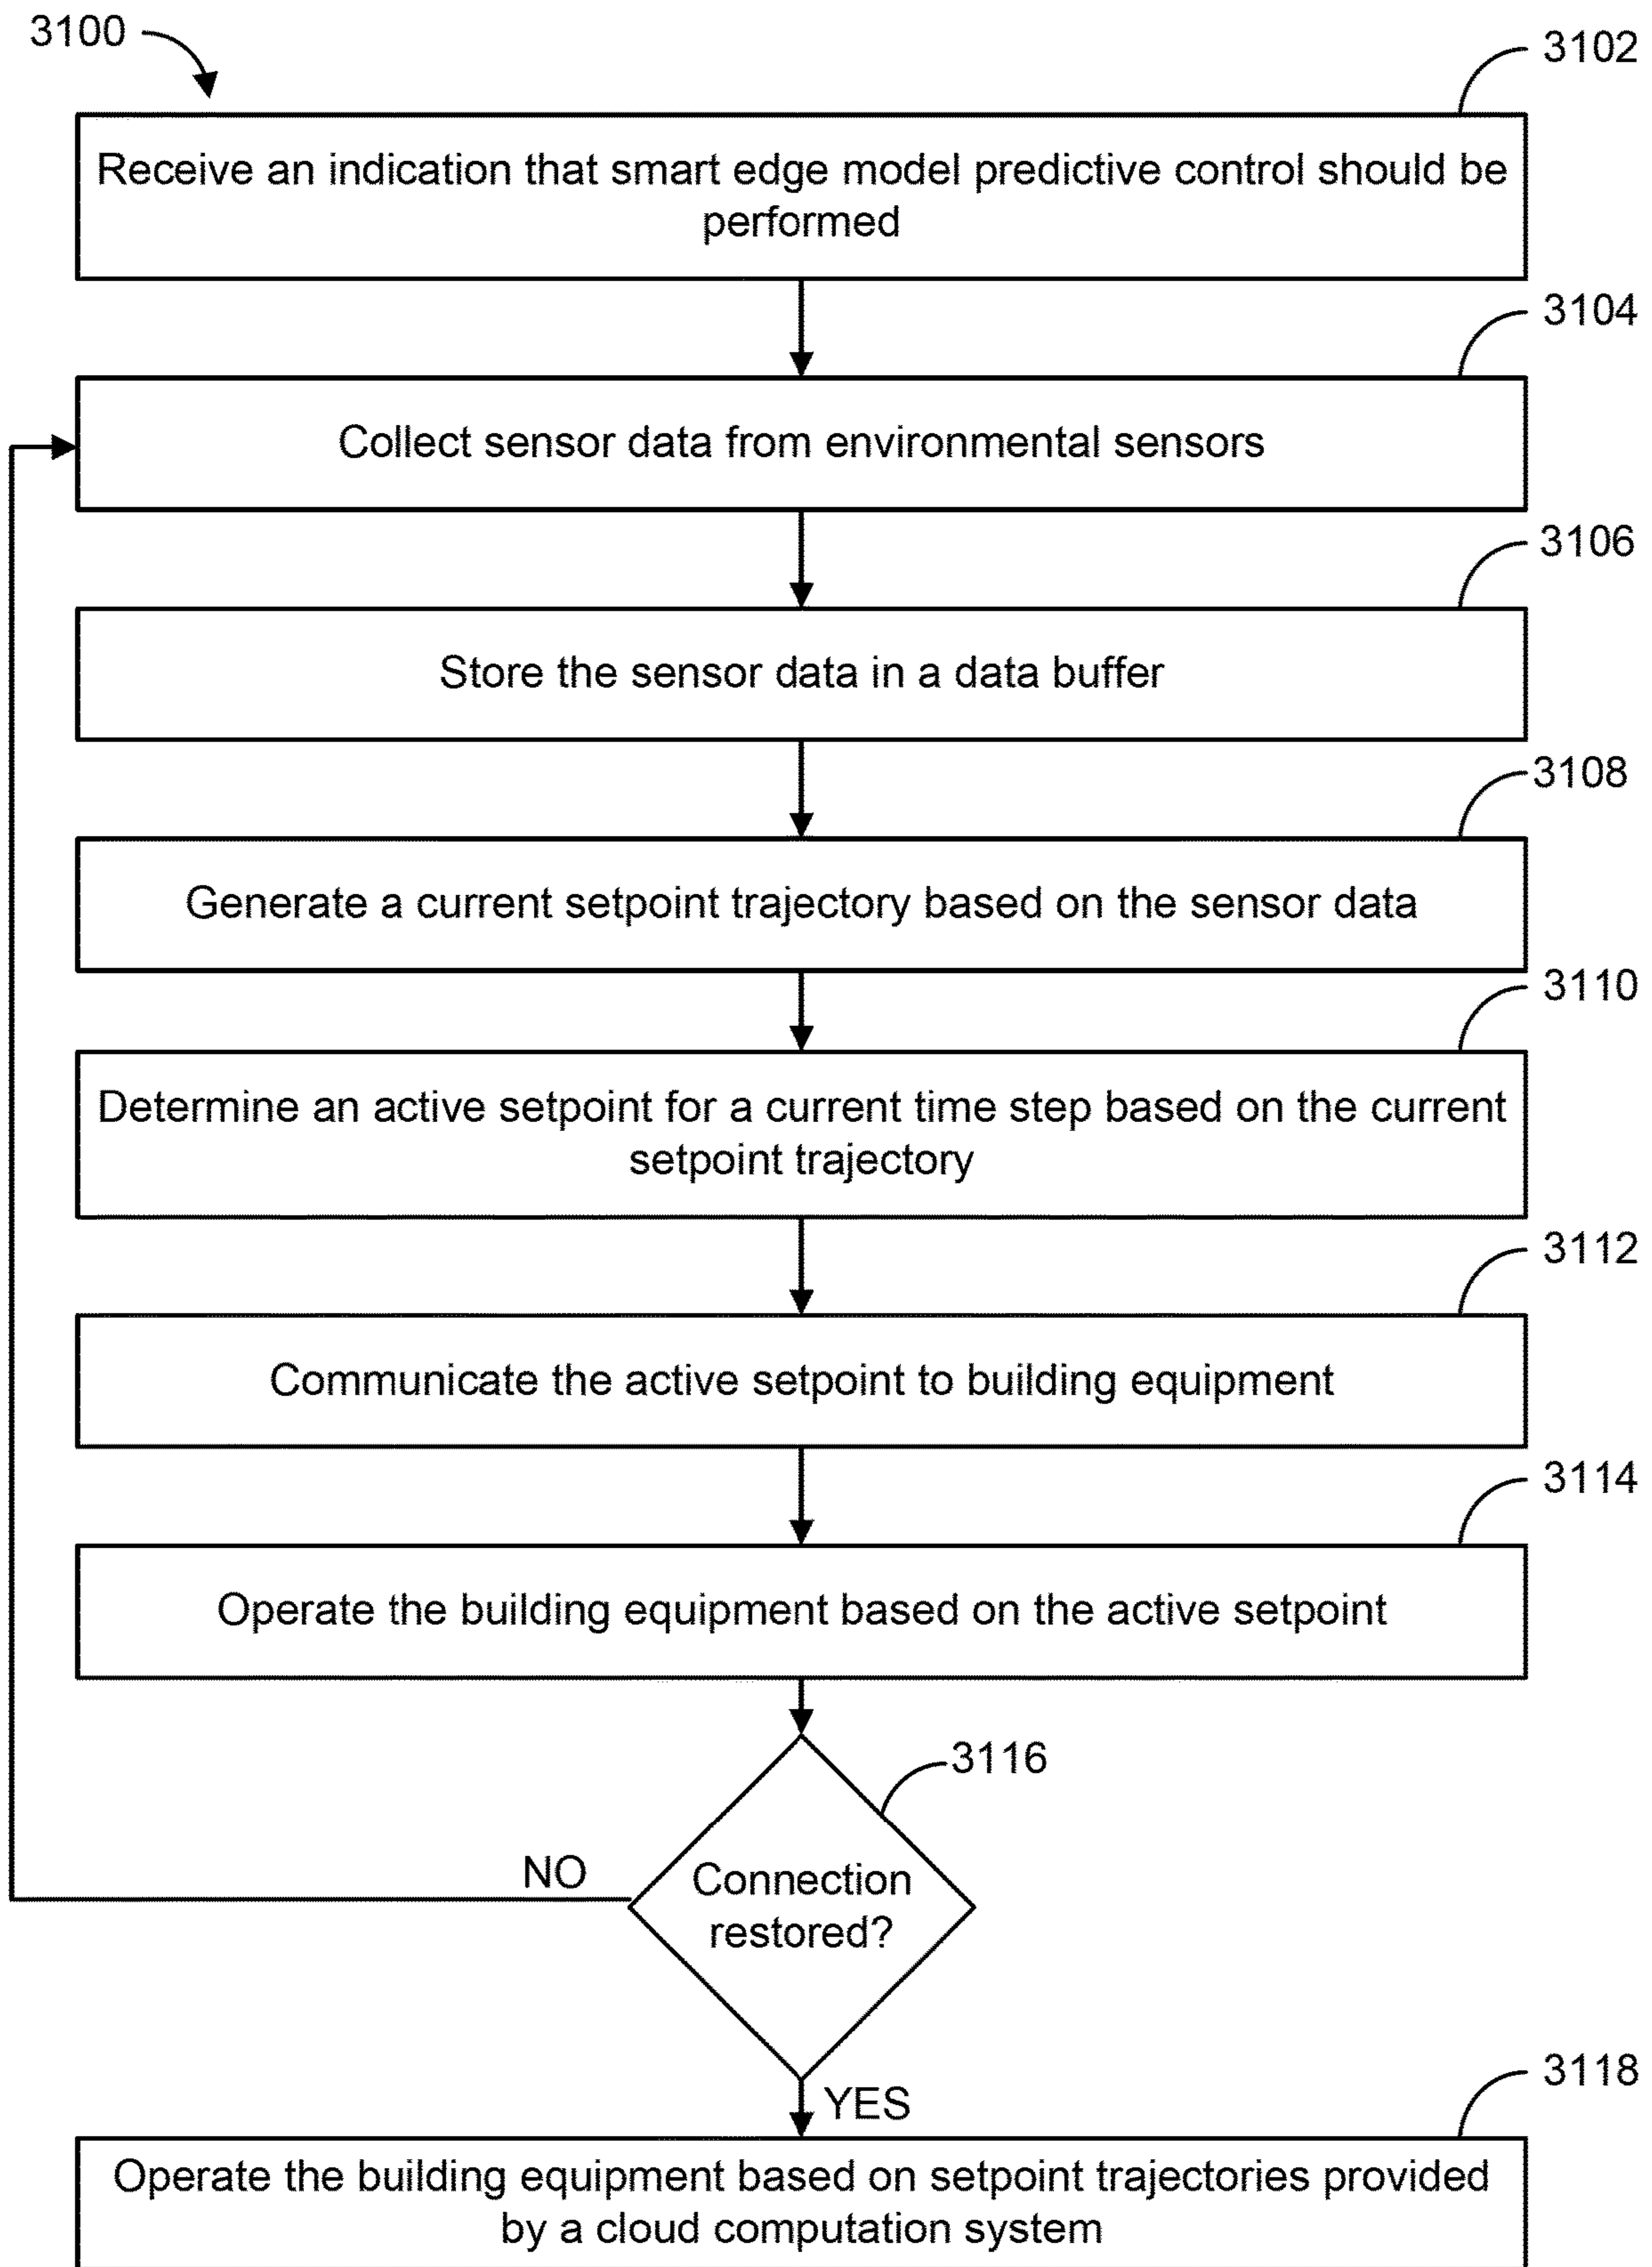 3100
3102
Receive an indication that smart edge model predictive control should be
performed
3104
Collect sensor data from environmental sensors
3106
Store the sensor data in a data buffer
3108
Generate a current setpoint trajectory based on the sensor data
3110
Determine an active setpoint for a current time step based on the current
setpoint trajectory
3112
Communicate the active setpoint to building equipment
3114
Operate the building equipment based on the active setpoint
3116
NO
Connection
restored?
YES
3118
Operate the building equipment based on setpoint trajectories provided
by a cloud computation system